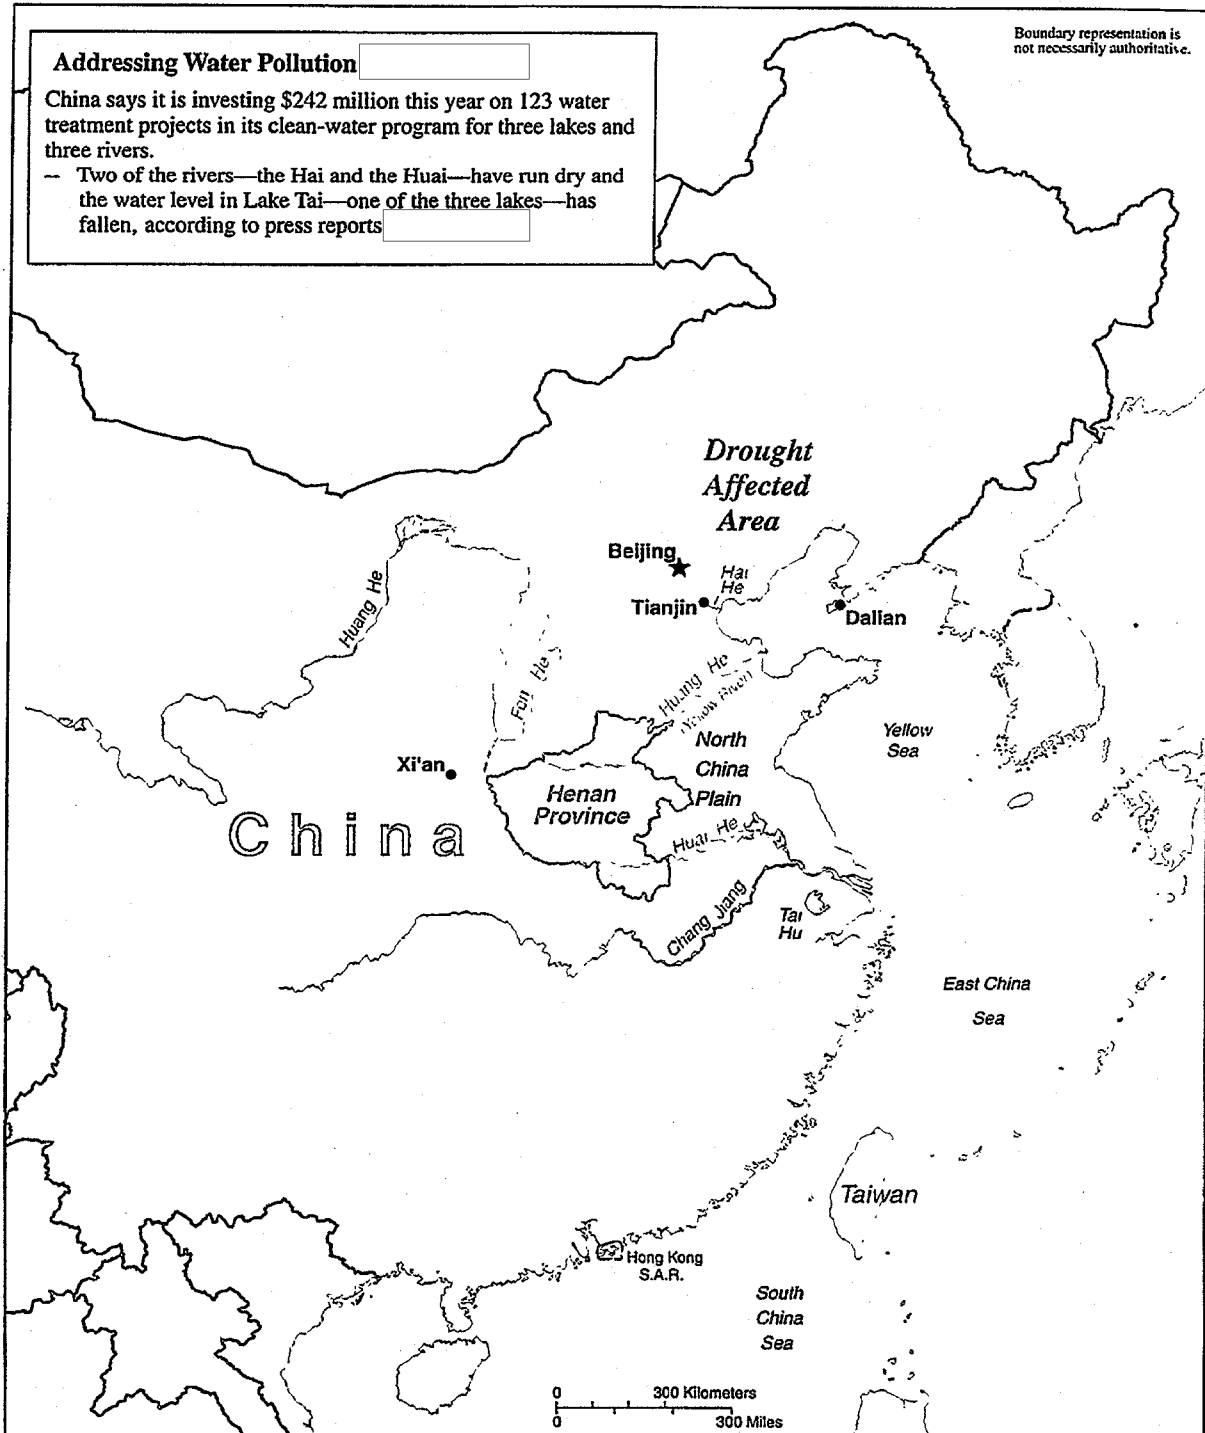 Boundary representation is
not necessarily authoritative.
Addressing Water Pollution
China says it is investing $242 million this year on 123 water
treatment projects in its clean-water program for three lakes and
three rivers.
– Two of the rivers—the Hai and the Huai—have run dry and
the water level in Lake Tai—one of the three lakes—has
fallen, according to press reports
Drought
Affected
Area
Beijing
Hai
He
Tianjin
Dalian
Huang He
Fen He
Huang He
Yellow River
North
China
Plain
Yellow
Sea
Xi'an
Henan
Province
China
Huai He
Chang Jiang
Tai
Hu
East China
Sea
Taiwan
Hong Kong
S.A.R.
South
China
Sea
0 300 Kilometers
0 300 Miles